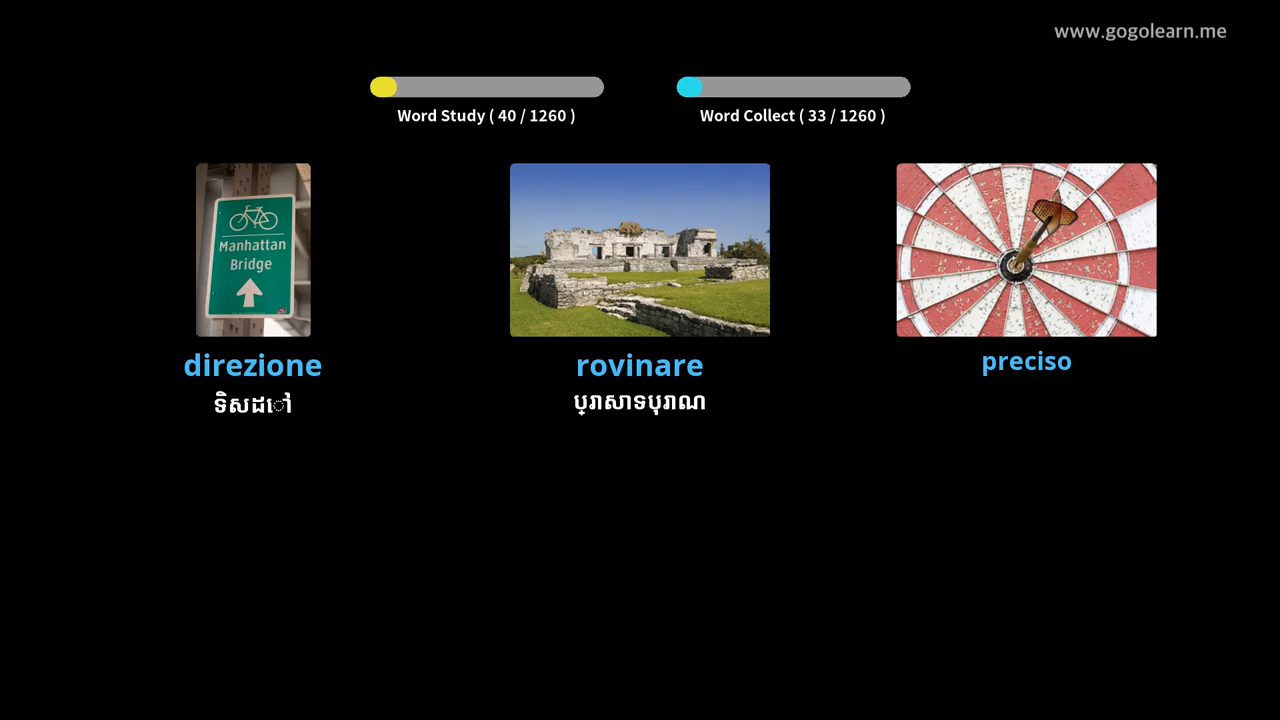 www.gogolearn.me
Word Study ( 40 / 1260 )
Word Collect ( 33 / 1260 )
Manhattan
Bridge
direzione
rovinare
preciso
ទិសដៅ
ប្រាសាទបុរាណ